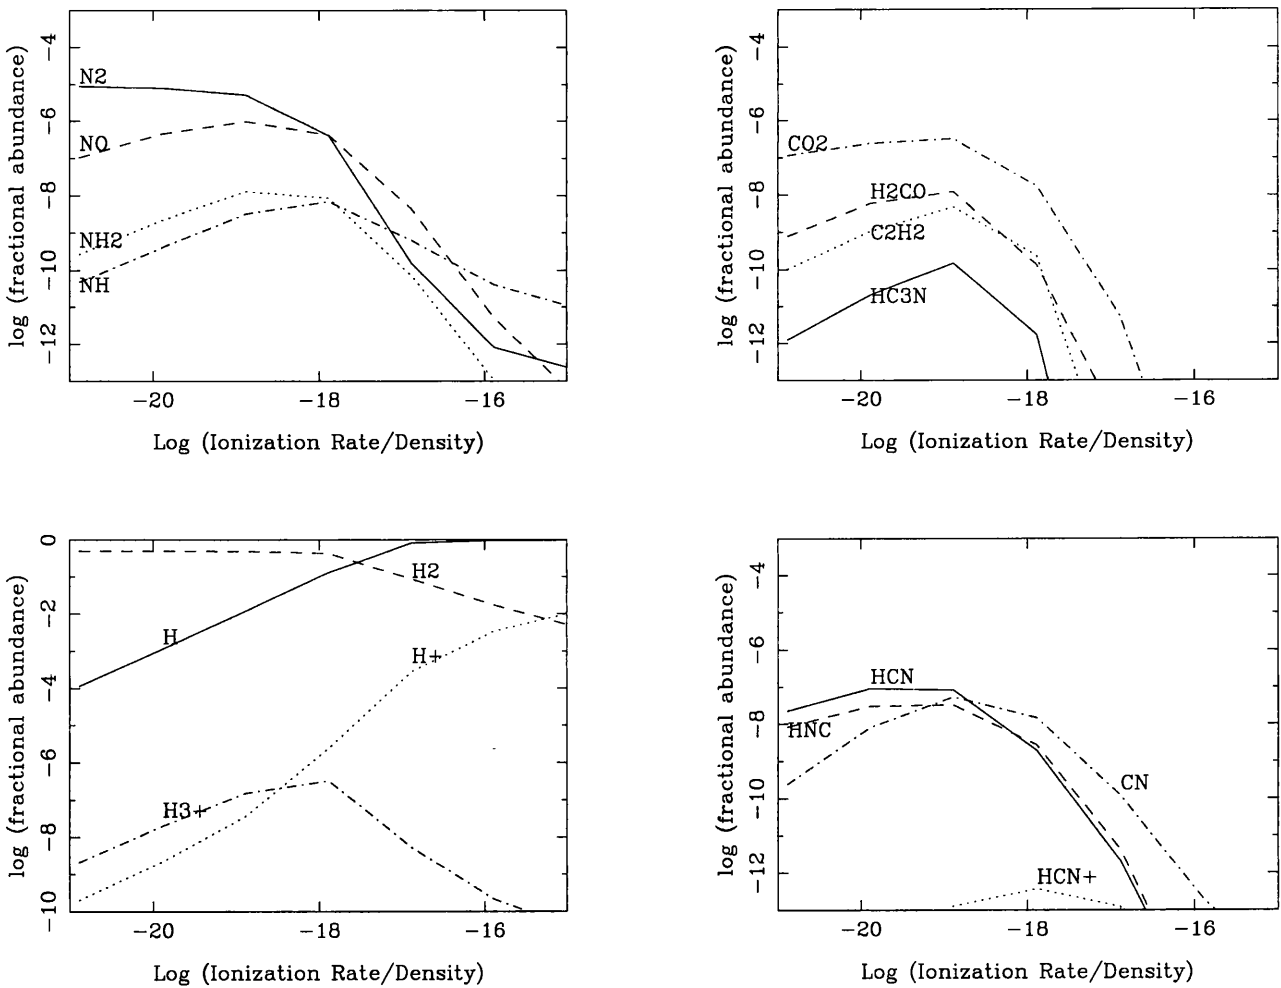 log (fractional abundance)
-4
-6
-8
-10
-12
N2
NO
NH2
NH
-20
-18
-16
Log (Ionization Rate/Density)
log (fractional abundance)
-4
-6
-8
-10
-12
CO2
H2CO
C2H2
HC3N
-20
-18
-16
Log (Ionization Rate/Density)
log (fractional abundance)
0
-2
-4
-6
-8
-10
H2
H
H+
H3+
-20
-18
-16
Log (Ionization Rate/Density)
log (fractional abundance)
-4
-6
-8
-10
-12
HCN
HNC
CN
HCN+
-20
-18
-16
Log (Ionization Rate/Density)